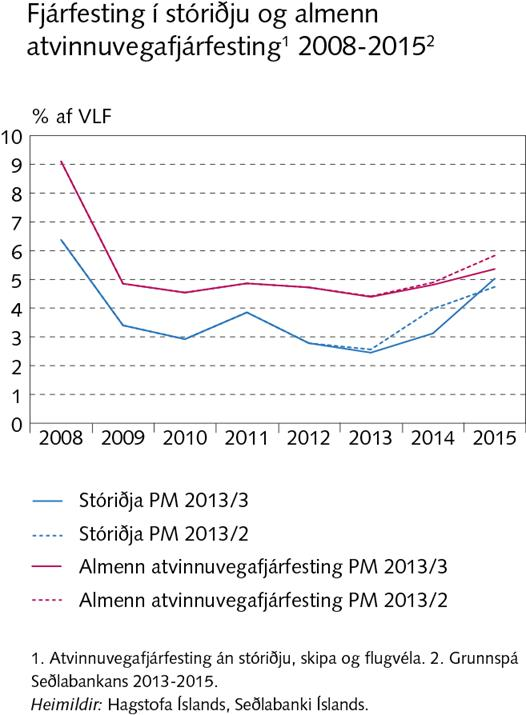 Fjárfesting í stóriðju og almenn
atvinnuvegafjárfesting¹ 2008-2015²
% af VLF
10
9
8
7
6
5
4
3
2
1
0
2008 2009 2010 2011 2012 2013 2014 2015
Stóriðja PM 2013/3
Stóriðja PM 2013/2
Almenn atvinnuvegafjárfesting PM 2013/3
Almenn atvinnuvegafjárfesting PM 2013/2
1. Atvinnuvegafjárfesting án stóriðju, skipa og flugvéla. 2. Grunnspá
Seðlabankans 2013-2015.
Heimildir: Hagstofa Íslands, Seðlabanki Íslands.